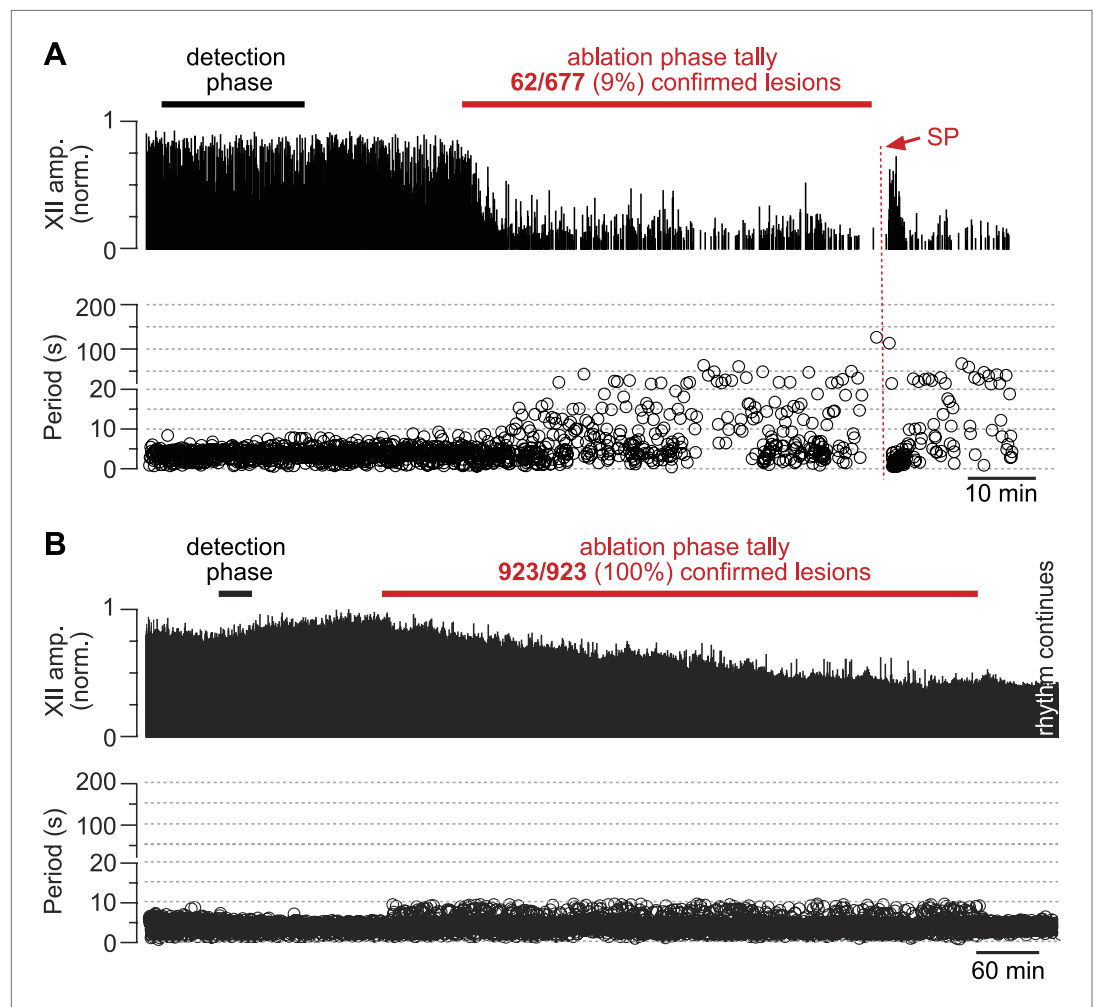 A
detection
phase
ablation phase tally
62/677 (9%) confirmed lesions
SP
1
0
XII amp.
(norm.)
200
100
20
10
0
Period (s)
10 min
B
detection
phase
ablation phase tally
923/923 (100%) confirmed lesions
1
0
XII amp.
(norm.)
rhythm continues
200
100
20
10
0
Period (s)
60 min